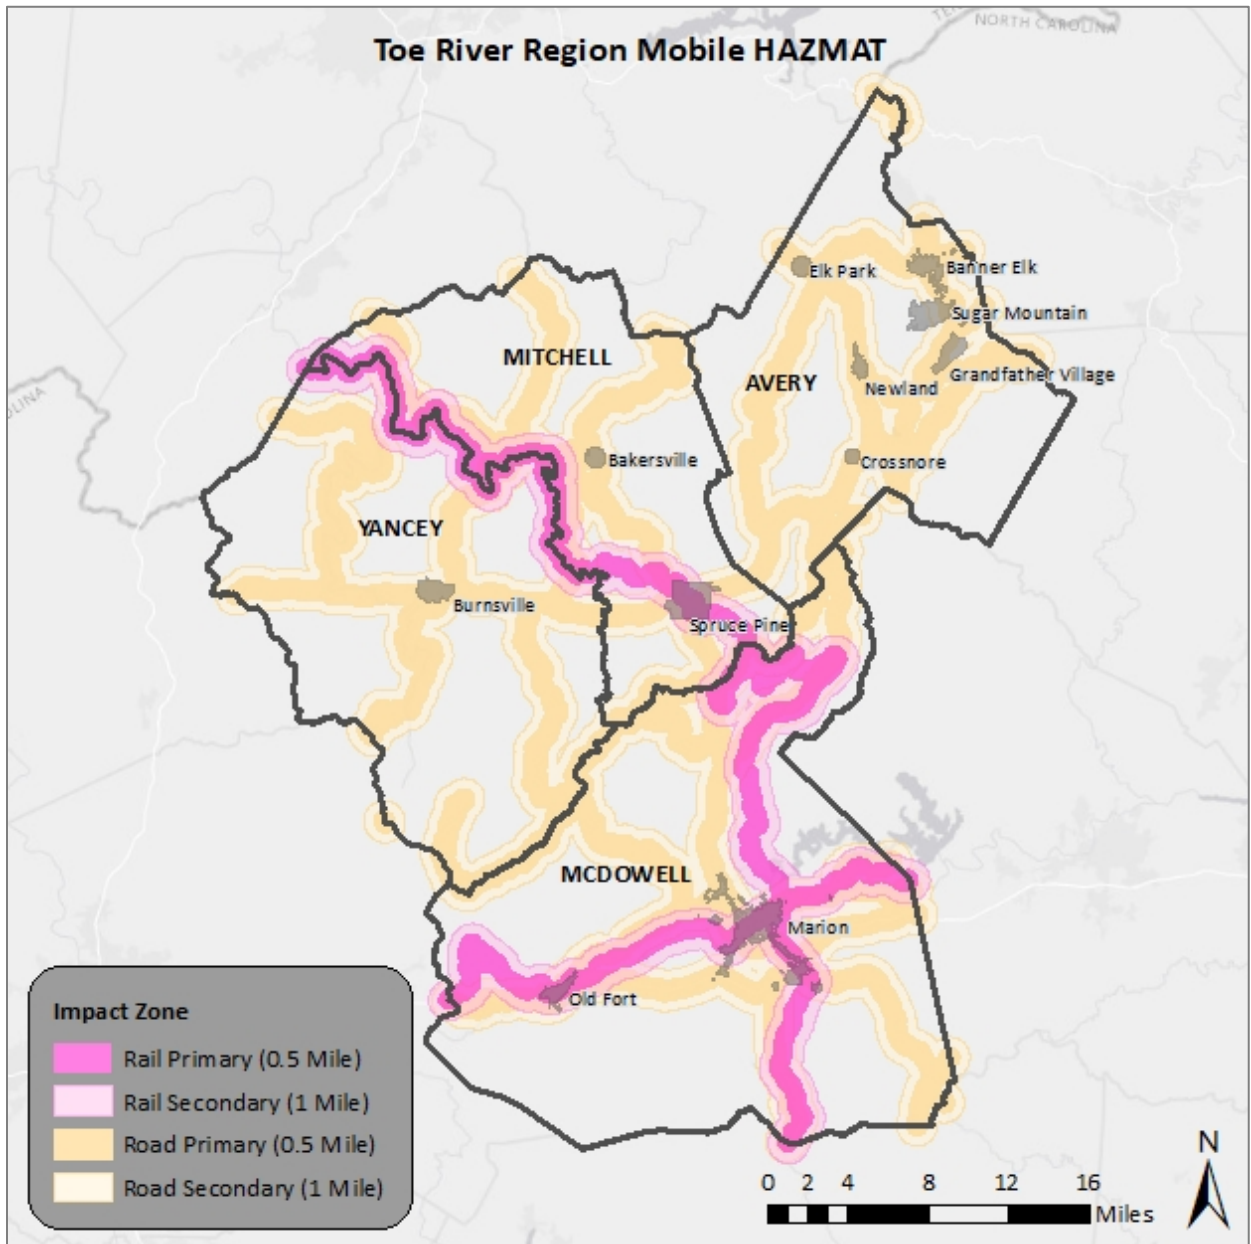 TEN
NORTH CAROLINA
Toe River Region Mobile HAZMAT
Elk Park
Banner Elk
Sugar Mountain
MITCHELL
AVERY
Newland
Grandfather Village
OLINA
Bakersville
Crossnore
YANCEY
Burnsville
Spruce Pine
MCDOWELL
Marion
Old Fort
Impact Zone
Rail Primary (0.5 Mile)
Rail Secondary (1 Mile)
Road Primary (0.5 Mile)
Road Secondary (1 Mile)
N
0 2 4 8 12 16
Miles